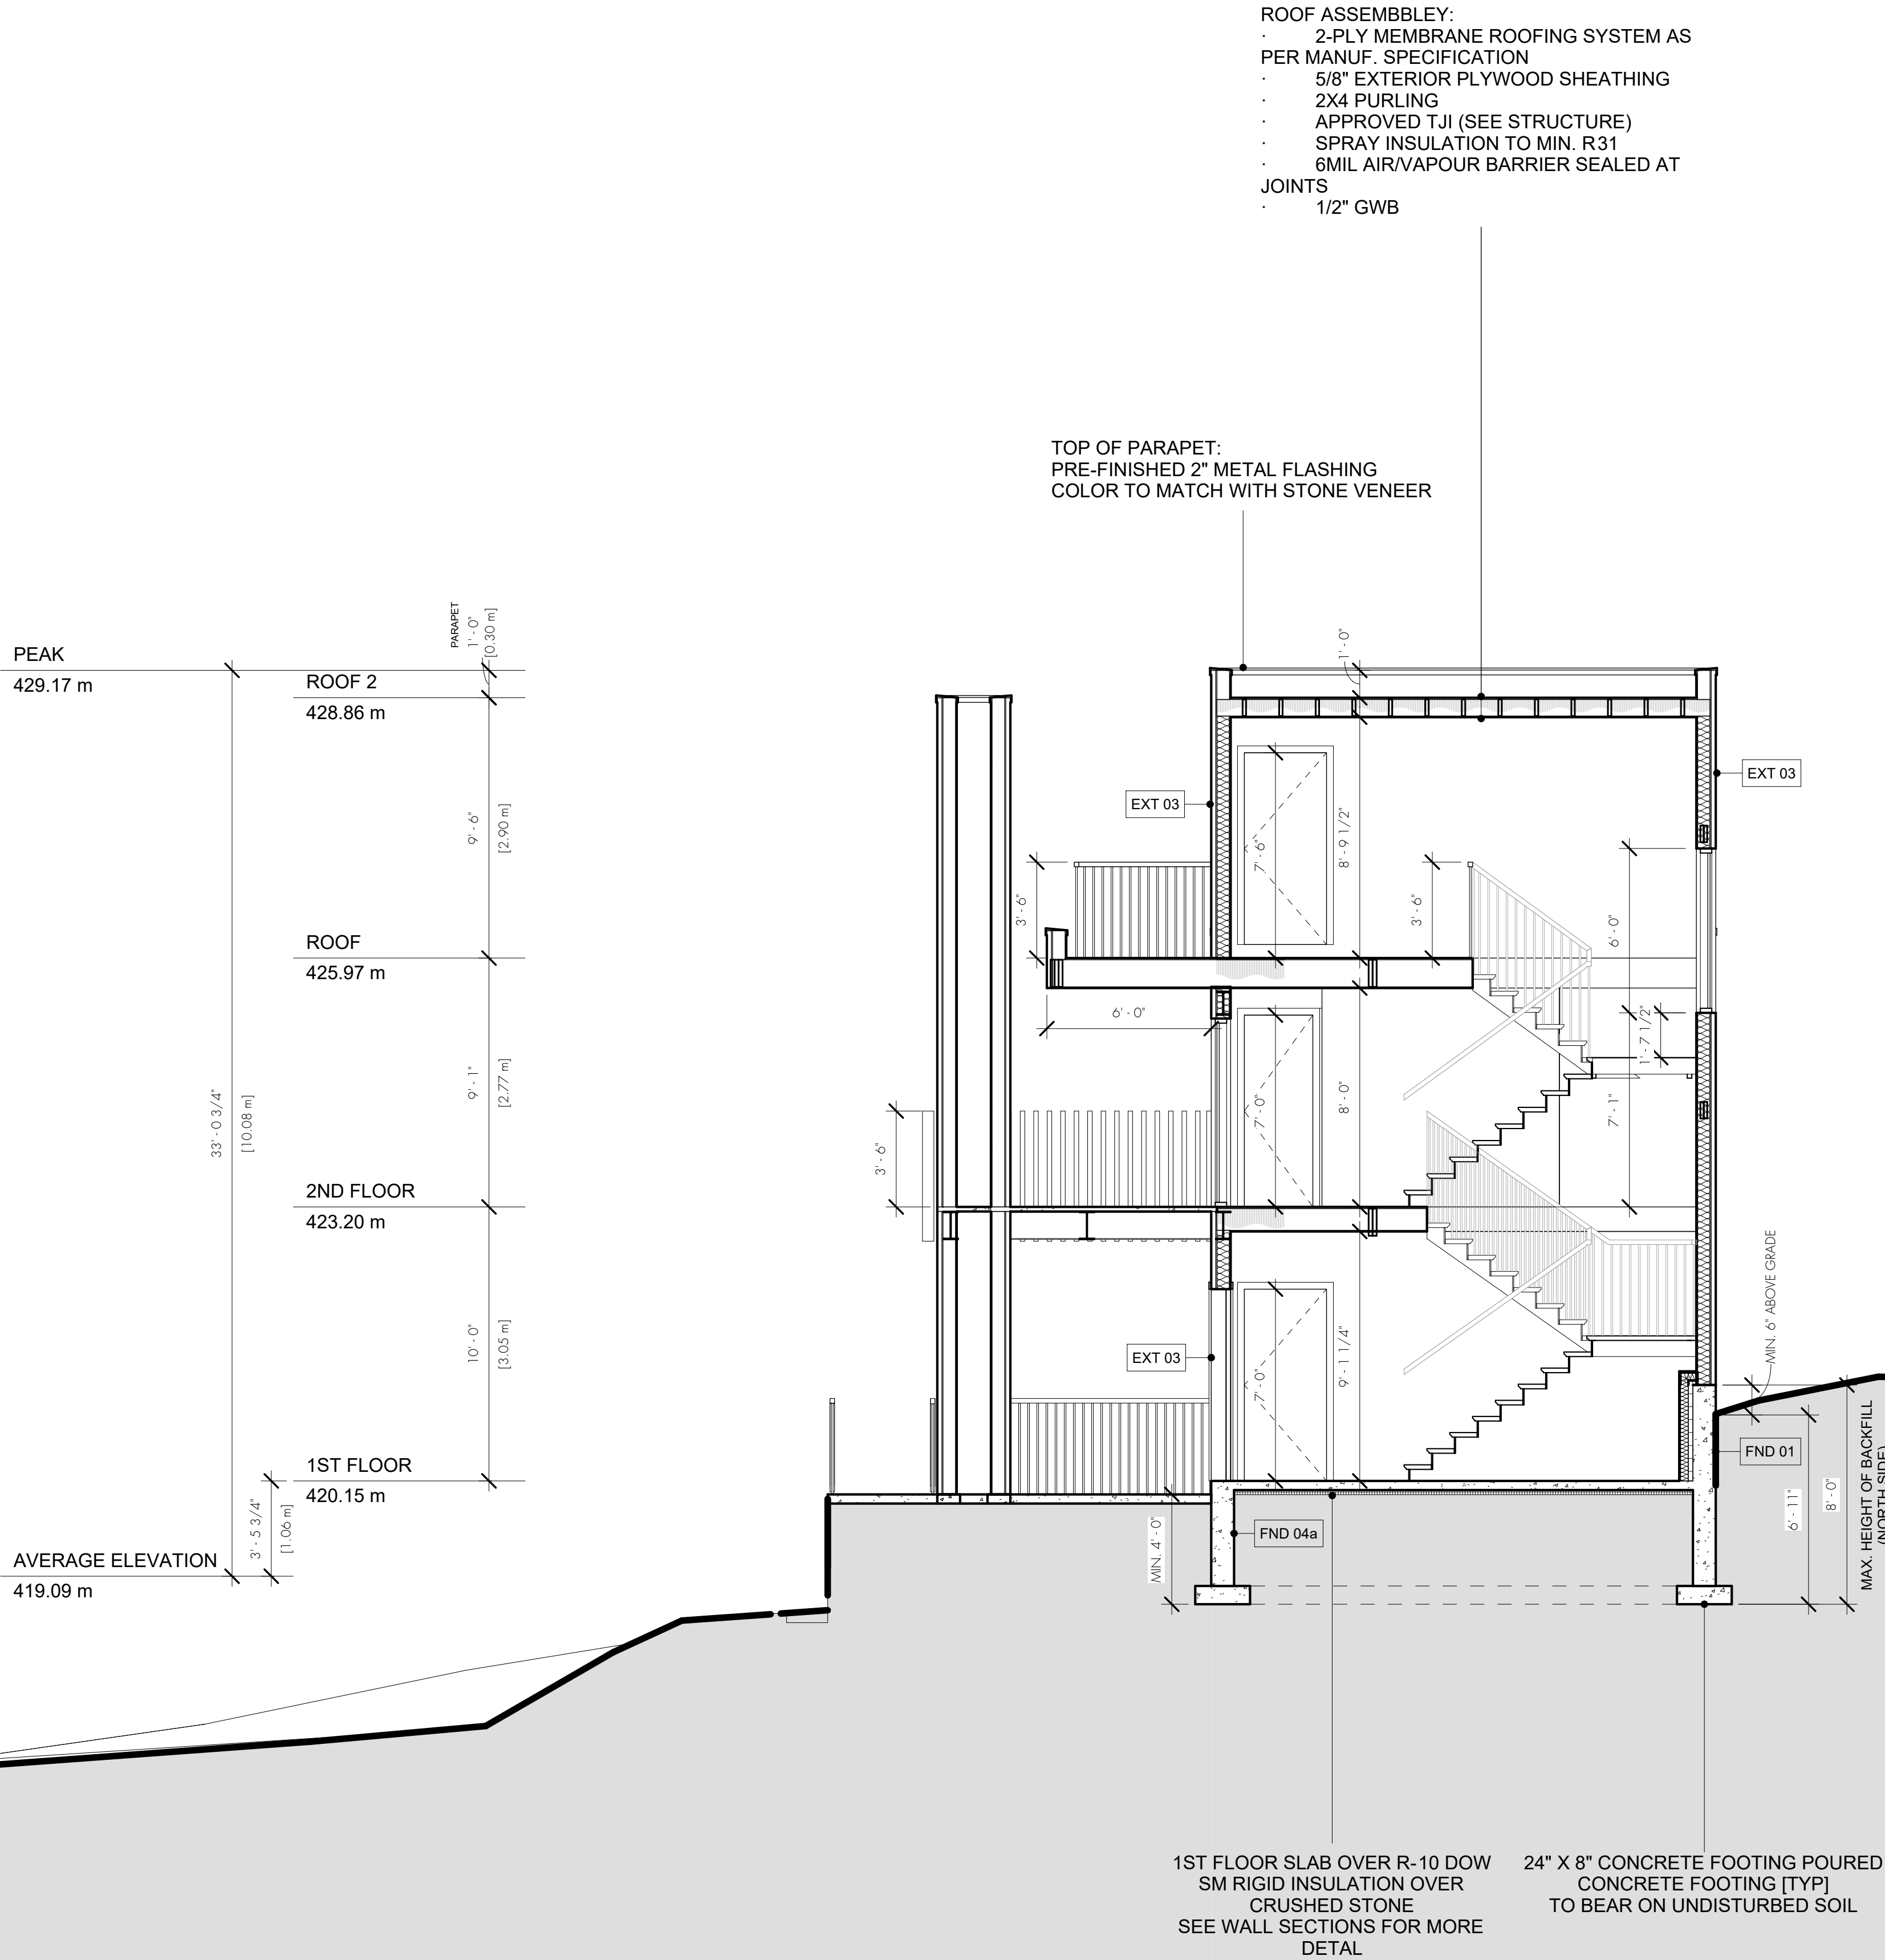 ROOF ASSEMBBLEY:
· 2-PLY MEMBRANE ROOFING SYSTEM AS
PER MANUF. SPECIFICATION
· 5/8" EXTERIOR PLYWOOD SHEATHING
· 2X4 PURLING
· APPROVED TJI (SEE STRUCTURE)
· SPRAY INSULATION TO MIN. R31
· 6MIL AIR/VAPOUR BARRIER SEALED AT
JOINTS
· 1/2" GWB
TOP OF PARAPET:
PRE-FINISHED 2" METAL FLASHING
COLOR TO MATCH WITH STONE VENEER
PEAK
429.17 m
PARAPET
1' - 0"
[0.30 m]
ROOF 2
428.86 m
9' - 6"
[2.90 m]
ROOF
425.97 m
9' - 1"
[2.77 m]
33' - 0 3/4"
[10.08 m]
2ND FLOOR
423.20 m
10' - 0"
[3.05 m]
1ST FLOOR
420.15 m
3' - 5 3/4"
[1.06 m]
AVERAGE ELEVATION
419.09 m
1' - 0"
EXT 03
EXT 03
7' - 6"
8' - 9 1/2"
3' - 6"
3' - 6"
6' - 0"
6' - 0"
1' - 7 1/2"
7' - 0"
8' - 0"
7' - 1"
3' - 6"
MIN. 6" ABOVE GRADE
EXT 03
7' - 0"
9' - 1 1/4"
FND 01
6' - 11"
8' - 0"
MAX. HEIGHT OF BACKFILL
(NORTH SIDE)
MIN. 4' - 0"
FND 04a
1ST FLOOR SLAB OVER R-10 DOW
SM RIGID INSULATION OVER
CRUSHED STONE
SEE WALL SECTIONS FOR MORE
DETAL
24" X 8" CONCRETE FOOTING POURED
CONCRETE FOOTING [TYP]
TO BEAR ON UNDISTURBED SOIL